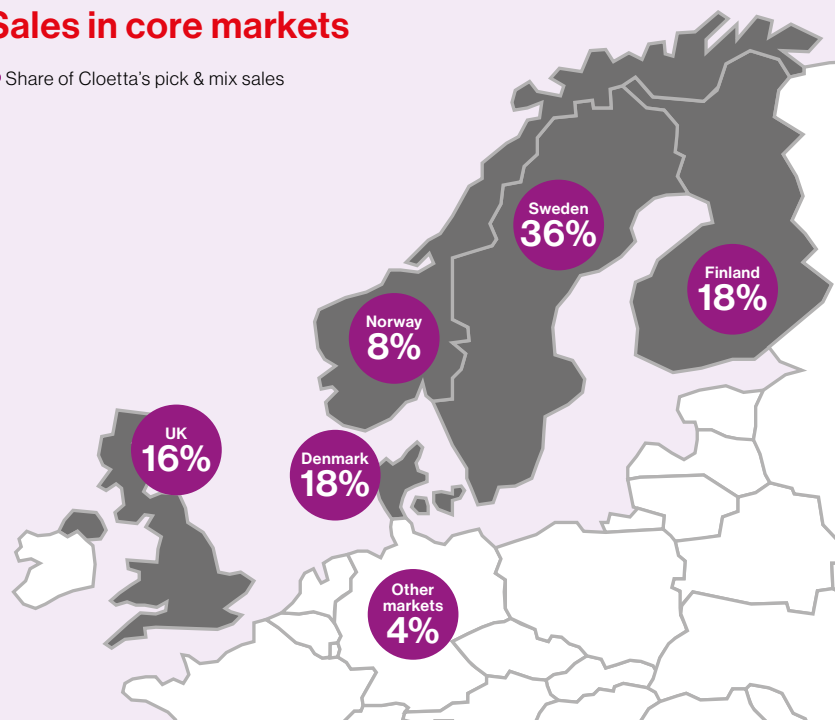 Sales in core markets
Share of Cloetta's pick & mix sales
Sweden
36%
Finland
18%
Norway
8%
UK
16%
Denmark
18%
Other
markets
4%